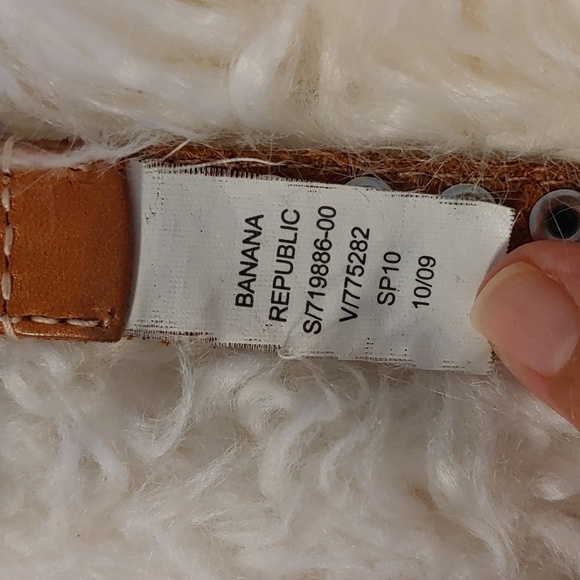 BANANA
REPUBLIC
S/719886-00
V/775282
SP10
10/09